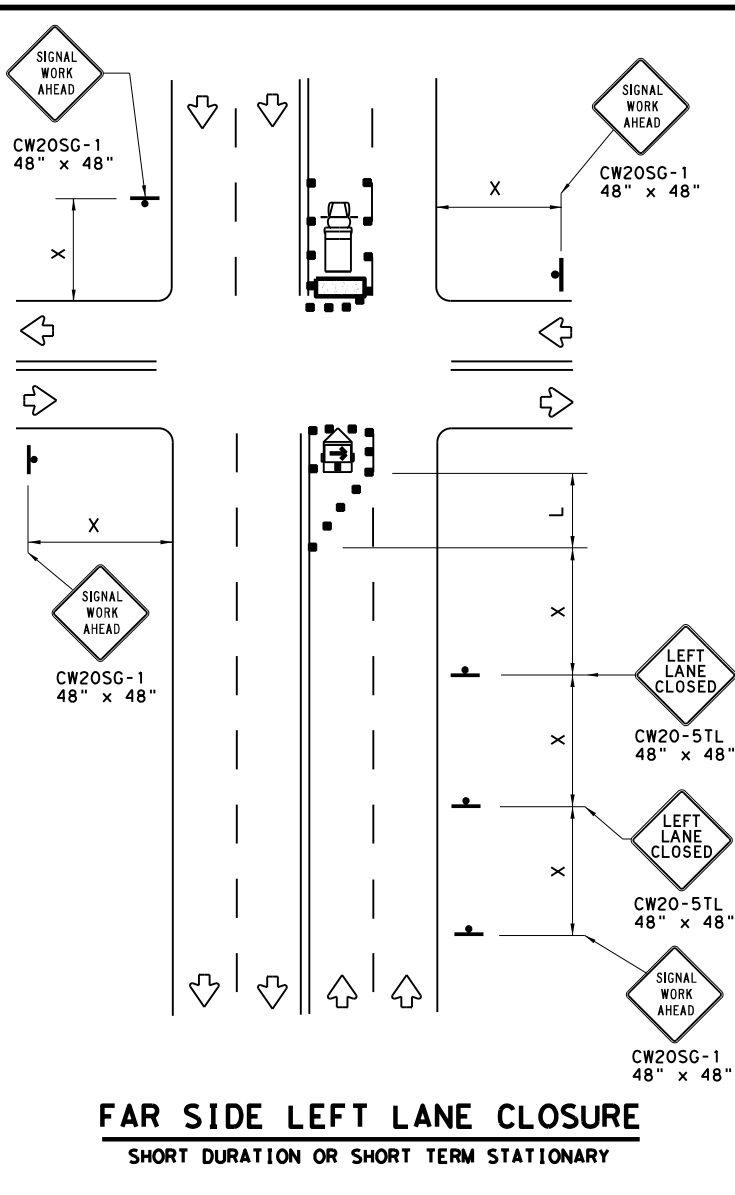 SIGNAL
WORK
AHEAD
CW20SG-1
48" x 48"
X
SIGNAL
WORK
AHEAD
CW20SG-1
48" x 48"
X
X
SIGNAL
WORK
AHEAD
CW20SG-1
48" x 48"
L
X
LEFT
LANE
CLOSED
CW20-5TL
48" x 48"
X
LEFT
LANE
CLOSED
CW20-5TL
48" x 48"
X
SIGNAL
WORK
AHEAD
CW20SG-1
48" x 48"
FAR SIDE LEFT LANE CLOSURE
SHORT DURATION OR SHORT TERM STATIONARY